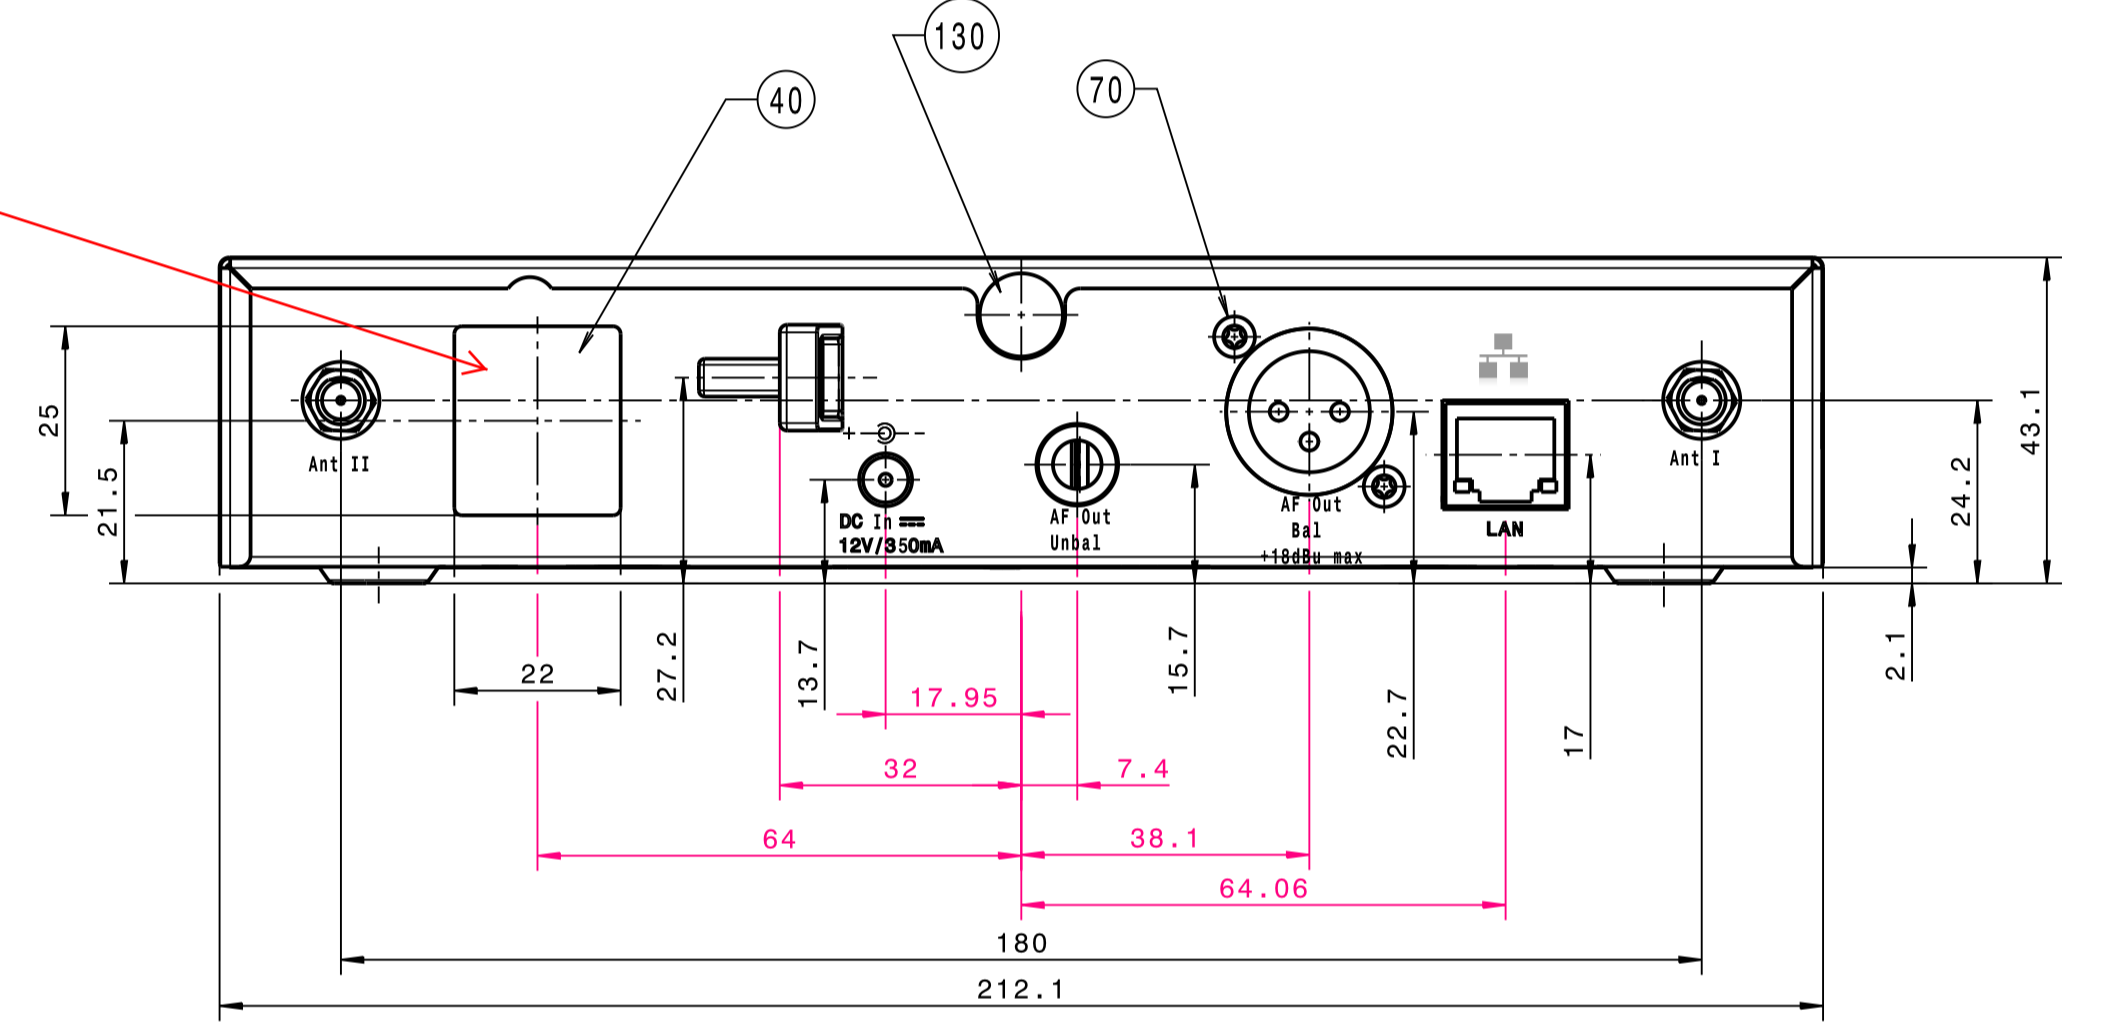 130
70
40
Ant II
Ant I
DC In
12V/350mA
AF Out
Unbal
AF Out
Bal
+18dBu max
LAN
25
21.5
43.1
24.2
2.1
22
27.2
13.7
15.7
22.7
17
17.95
32
7.4
64
38.1
64.06
180
212.1